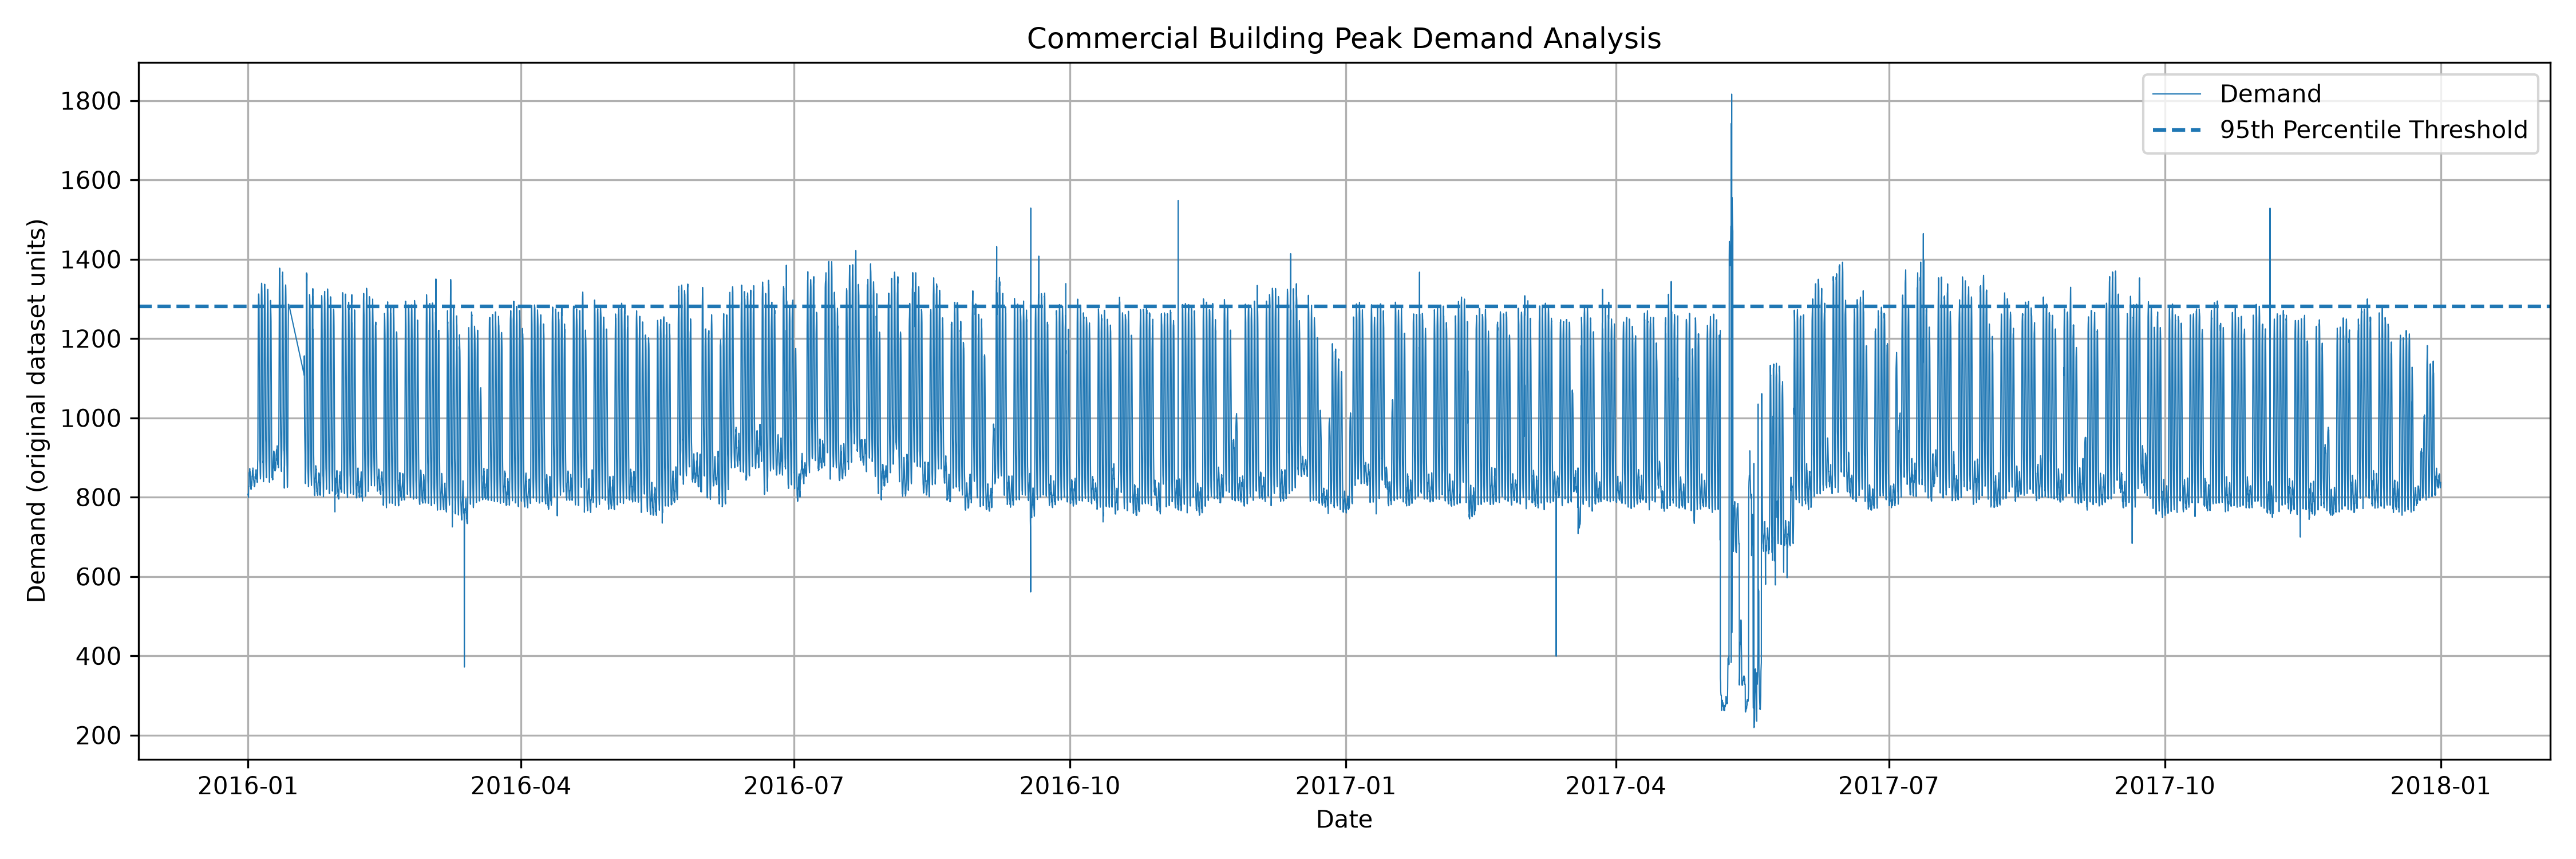 Commercial Building Peak Demand Analysis
Demand
95th Percentile Threshold
Demand (original dataset units)
1800
1600
1400
1200
1000
800
600
400
200
2016-01 2016-04 2016-07 2016-10 2017-01 2017-04 2017-07 2017-10 2018-01
Date